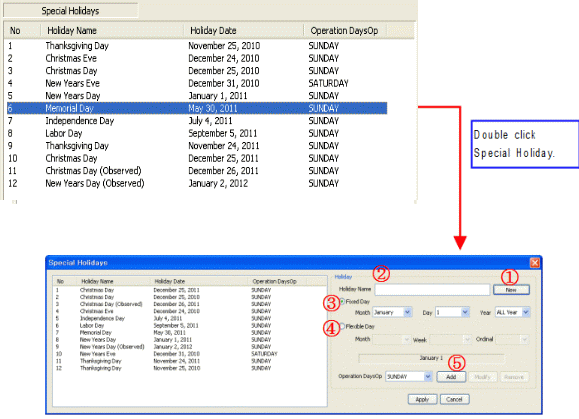 Special Holidays
No Holiday Name Holiday Date Operation DaysOp
1 Thanksgiving Day November 25, 2010 SUNDAY
2 Christmas Eve December 24, 2010 SUNDAY
3 Christmas Day December 25, 2010 SUNDAY
4 New Years Eve December 31, 2010 SATURDAY
5 New Years Day January 1, 2011 SUNDAY
6 Memorial Day May 30, 2011 SUNDAY
7 Independence Day July 4, 2011 SUNDAY
8 Labor Day September 5, 2011 SUNDAY
9 Thanksgiving Day November 24, 2011 SUNDAY
10 Christmas Day December 25, 2011 SUNDAY
11 Christmas Day (Observed) December 26, 2011 SUNDAY
12 New Years Day (Observed) January 2, 2012 SUNDAY
Double click
Special Holiday.
Special Holidays
No Holiday Name Holiday Date Operation DaysOp
1 Christmas Day December 25, 2011 SUNDAY
2 Christmas Day December 25, 2010 SUNDAY
3 Christmas Day (Observed) December 26, 2011 SUNDAY
4 Christmas Eve December 24, 2010 SUNDAY
5 Independence Day July 4, 2011 SUNDAY
6 Labor Day September 5, 2011 SUNDAY
7 Memorial Day May 30, 2011 SUNDAY
8 New Years Day January 1, 2011 SUNDAY
9 New Years Day (Observed) January 2, 2012 SUNDAY
10 New Years Eve December 31, 2010 SATURDAY
11 Thanksgiving Day November 24, 2011 SUNDAY
12 Thanksgiving Day November 25, 2010 SUNDAY
Holiday
② ①
Holiday Name New
③ Fixed Day
Month January Day 1 Year ALL Year
④ Flexible Day
Month Week Ordinal
January 1
⑤
Operation DaysOp SUNDAY Add Modify Remove
Apply Cancel